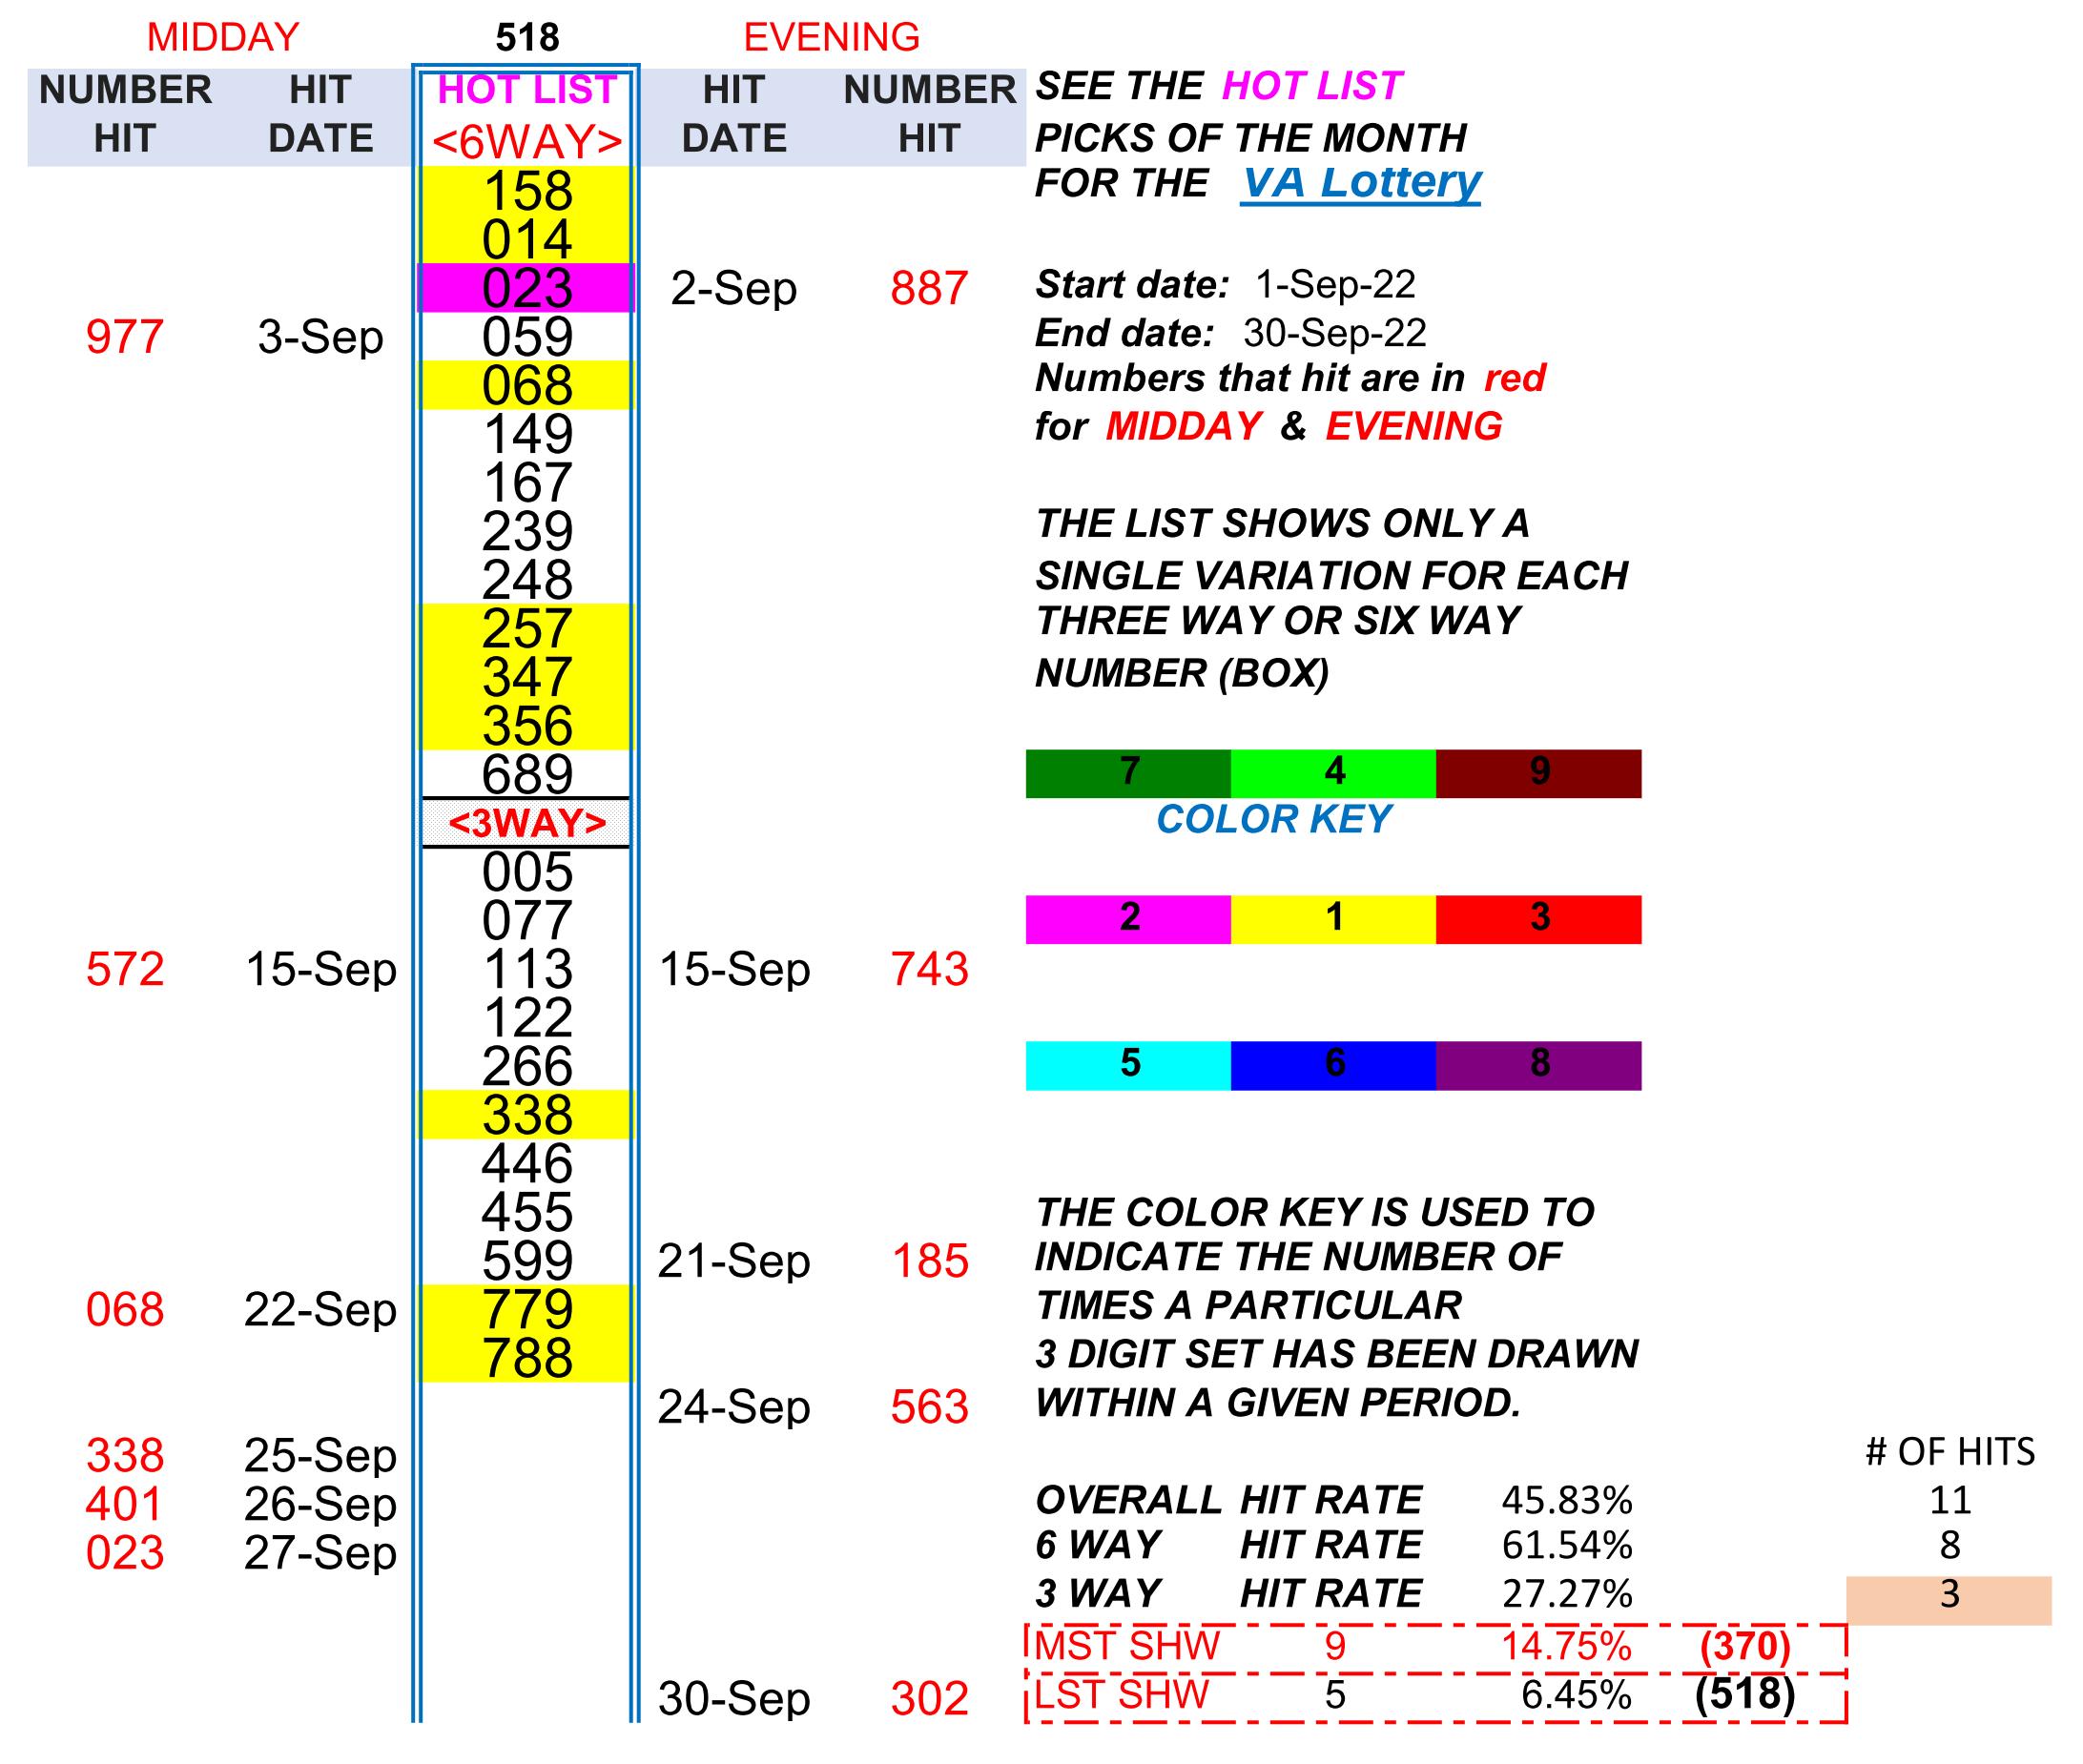 MIDDAY 518 EVENING
NUMBER HIT HOT LIST HIT NUMBER SEE THE HOT LIST
HIT DATE <6WAY> DATE HIT PICKS OF THE MONTH
158 FOR THE VA Lottery
014
023 2-Sep 887 Start date: 1-Sep-22
977 3-Sep 059 End date: 30-Sep-22
068 Numbers that hit are in red
149 for MIDDAY & EVENING
167
239 THE LIST SHOWS ONLY A
248 SINGLE VARIATION FOR EACH
257 THREE WAY OR SIX WAY
347 NUMBER (BOX)
356
689 7 4 9
<3WAY> COLOR KEY
005
077 2 1 3
572 15-Sep 113 15-Sep 743
122
266 5 6 8
338
446
455 THE COLOR KEY IS USED TO
599 21-Sep 185 INDICATE THE NUMBER OF
068 22-Sep 779 TIMES A PARTICULAR
788 3 DIGIT SET HAS BEEN DRAWN
24-Sep 563 WITHIN A GIVEN PERIOD.
338 25-Sep # OF HITS
401 26-Sep OVERALL HIT RATE 45.83% 11
023 27-Sep 6 WAY HIT RATE 61.54% 8
3 WAY HIT RATE 27.27% 3
MST SHW 9 14.75% (370)
30-Sep 302 LST SHW 5 6.45% (518)